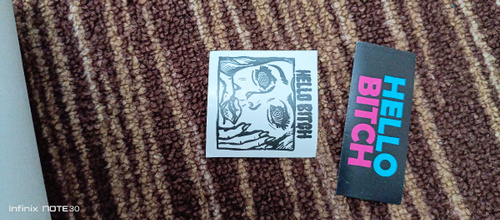 HELLO BITCH
HELLO
BITCH
infinix NOTE30